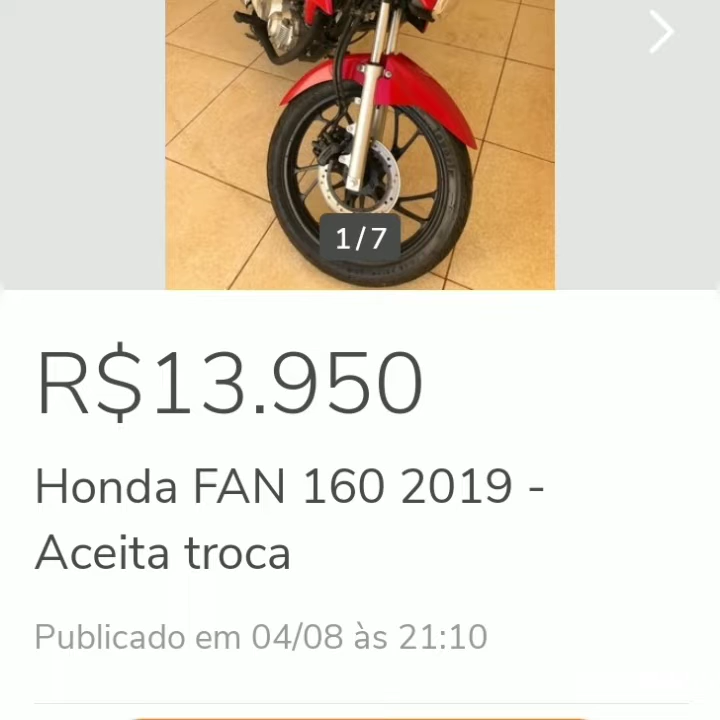 1/7
R$13.950
Honda FAN 160 2019 -
Aceita troca
Publicado em 04/08 às 21:10